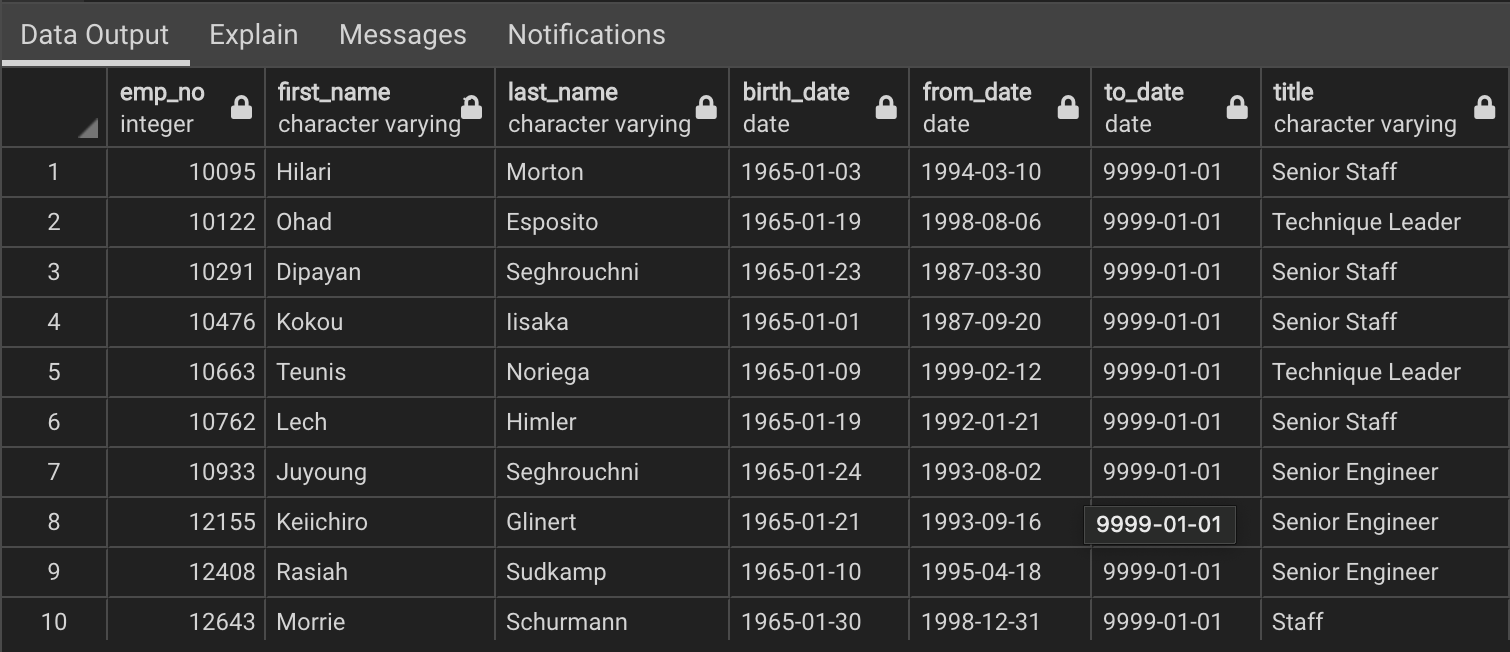 Data Output Explain Messages Notifications
emp_no first_name last_name birth_date from_date to_date title
integer character varying character varying date date date character varying
1 10095 Hilari Morton 1965-01-03 1994-03-10 9999-01-01 Senior Staff
2 10122 Ohad Esposito 1965-01-19 1998-08-06 9999-01-01 Technique Leader
3 10291 Dipayan Seghrouchni 1965-01-23 1987-03-30 9999-01-01 Senior Staff
4 10476 Kokou Iisaka 1965-01-01 1987-09-20 9999-01-01 Senior Staff
5 10663 Teunis Noriega 1965-01-09 1999-02-12 9999-01-01 Technique Leader
6 10762 Lech Himler 1965-01-19 1992-01-21 9999-01-01 Senior Staff
7 10933 Juyoung Seghrouchni 1965-01-24 1993-08-02 9999-01-01 Senior Engineer
8 12155 Keiichiro Glinert 1965-01-21 1993-09-16 9999-01-01 Senior Engineer
9 12408 Rasiah Sudkamp 1965-01-10 1995-04-18 9999-01-01 Senior Engineer
10 12643 Morrie Schurmann 1965-01-30 1998-12-31 9999-01-01 Staff